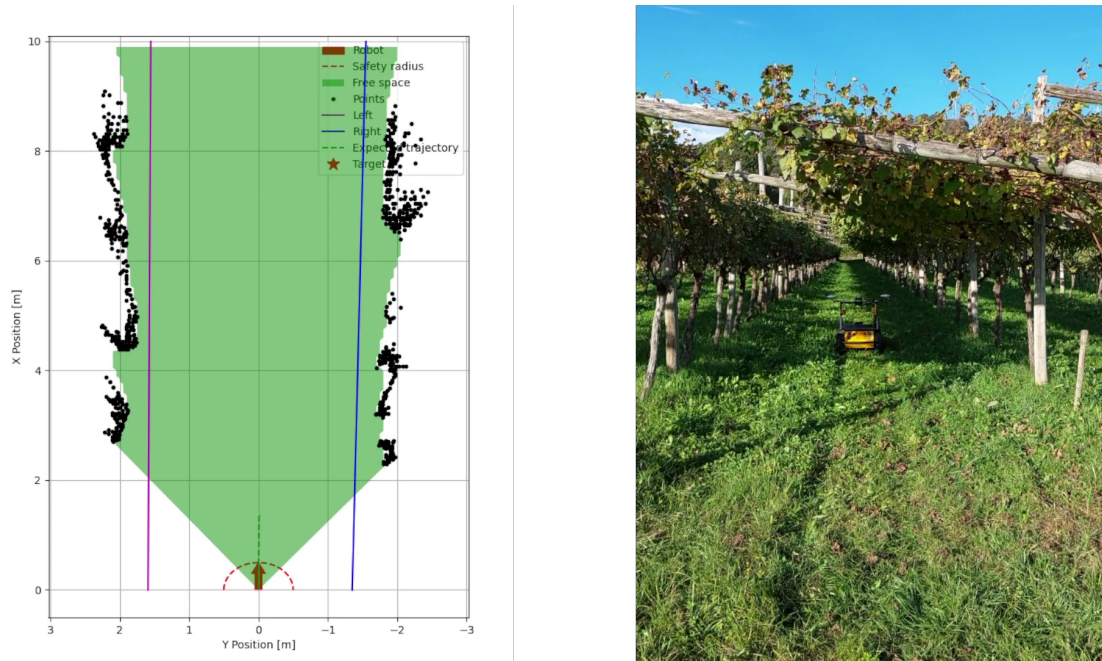 10
8
6
4
2
0
X Position [m]
3 2 1 0 −1 −2 −3
Y Position [m]
Robot
Safety radius
Free space
Points
Left
Right
Expected trajectory
Target